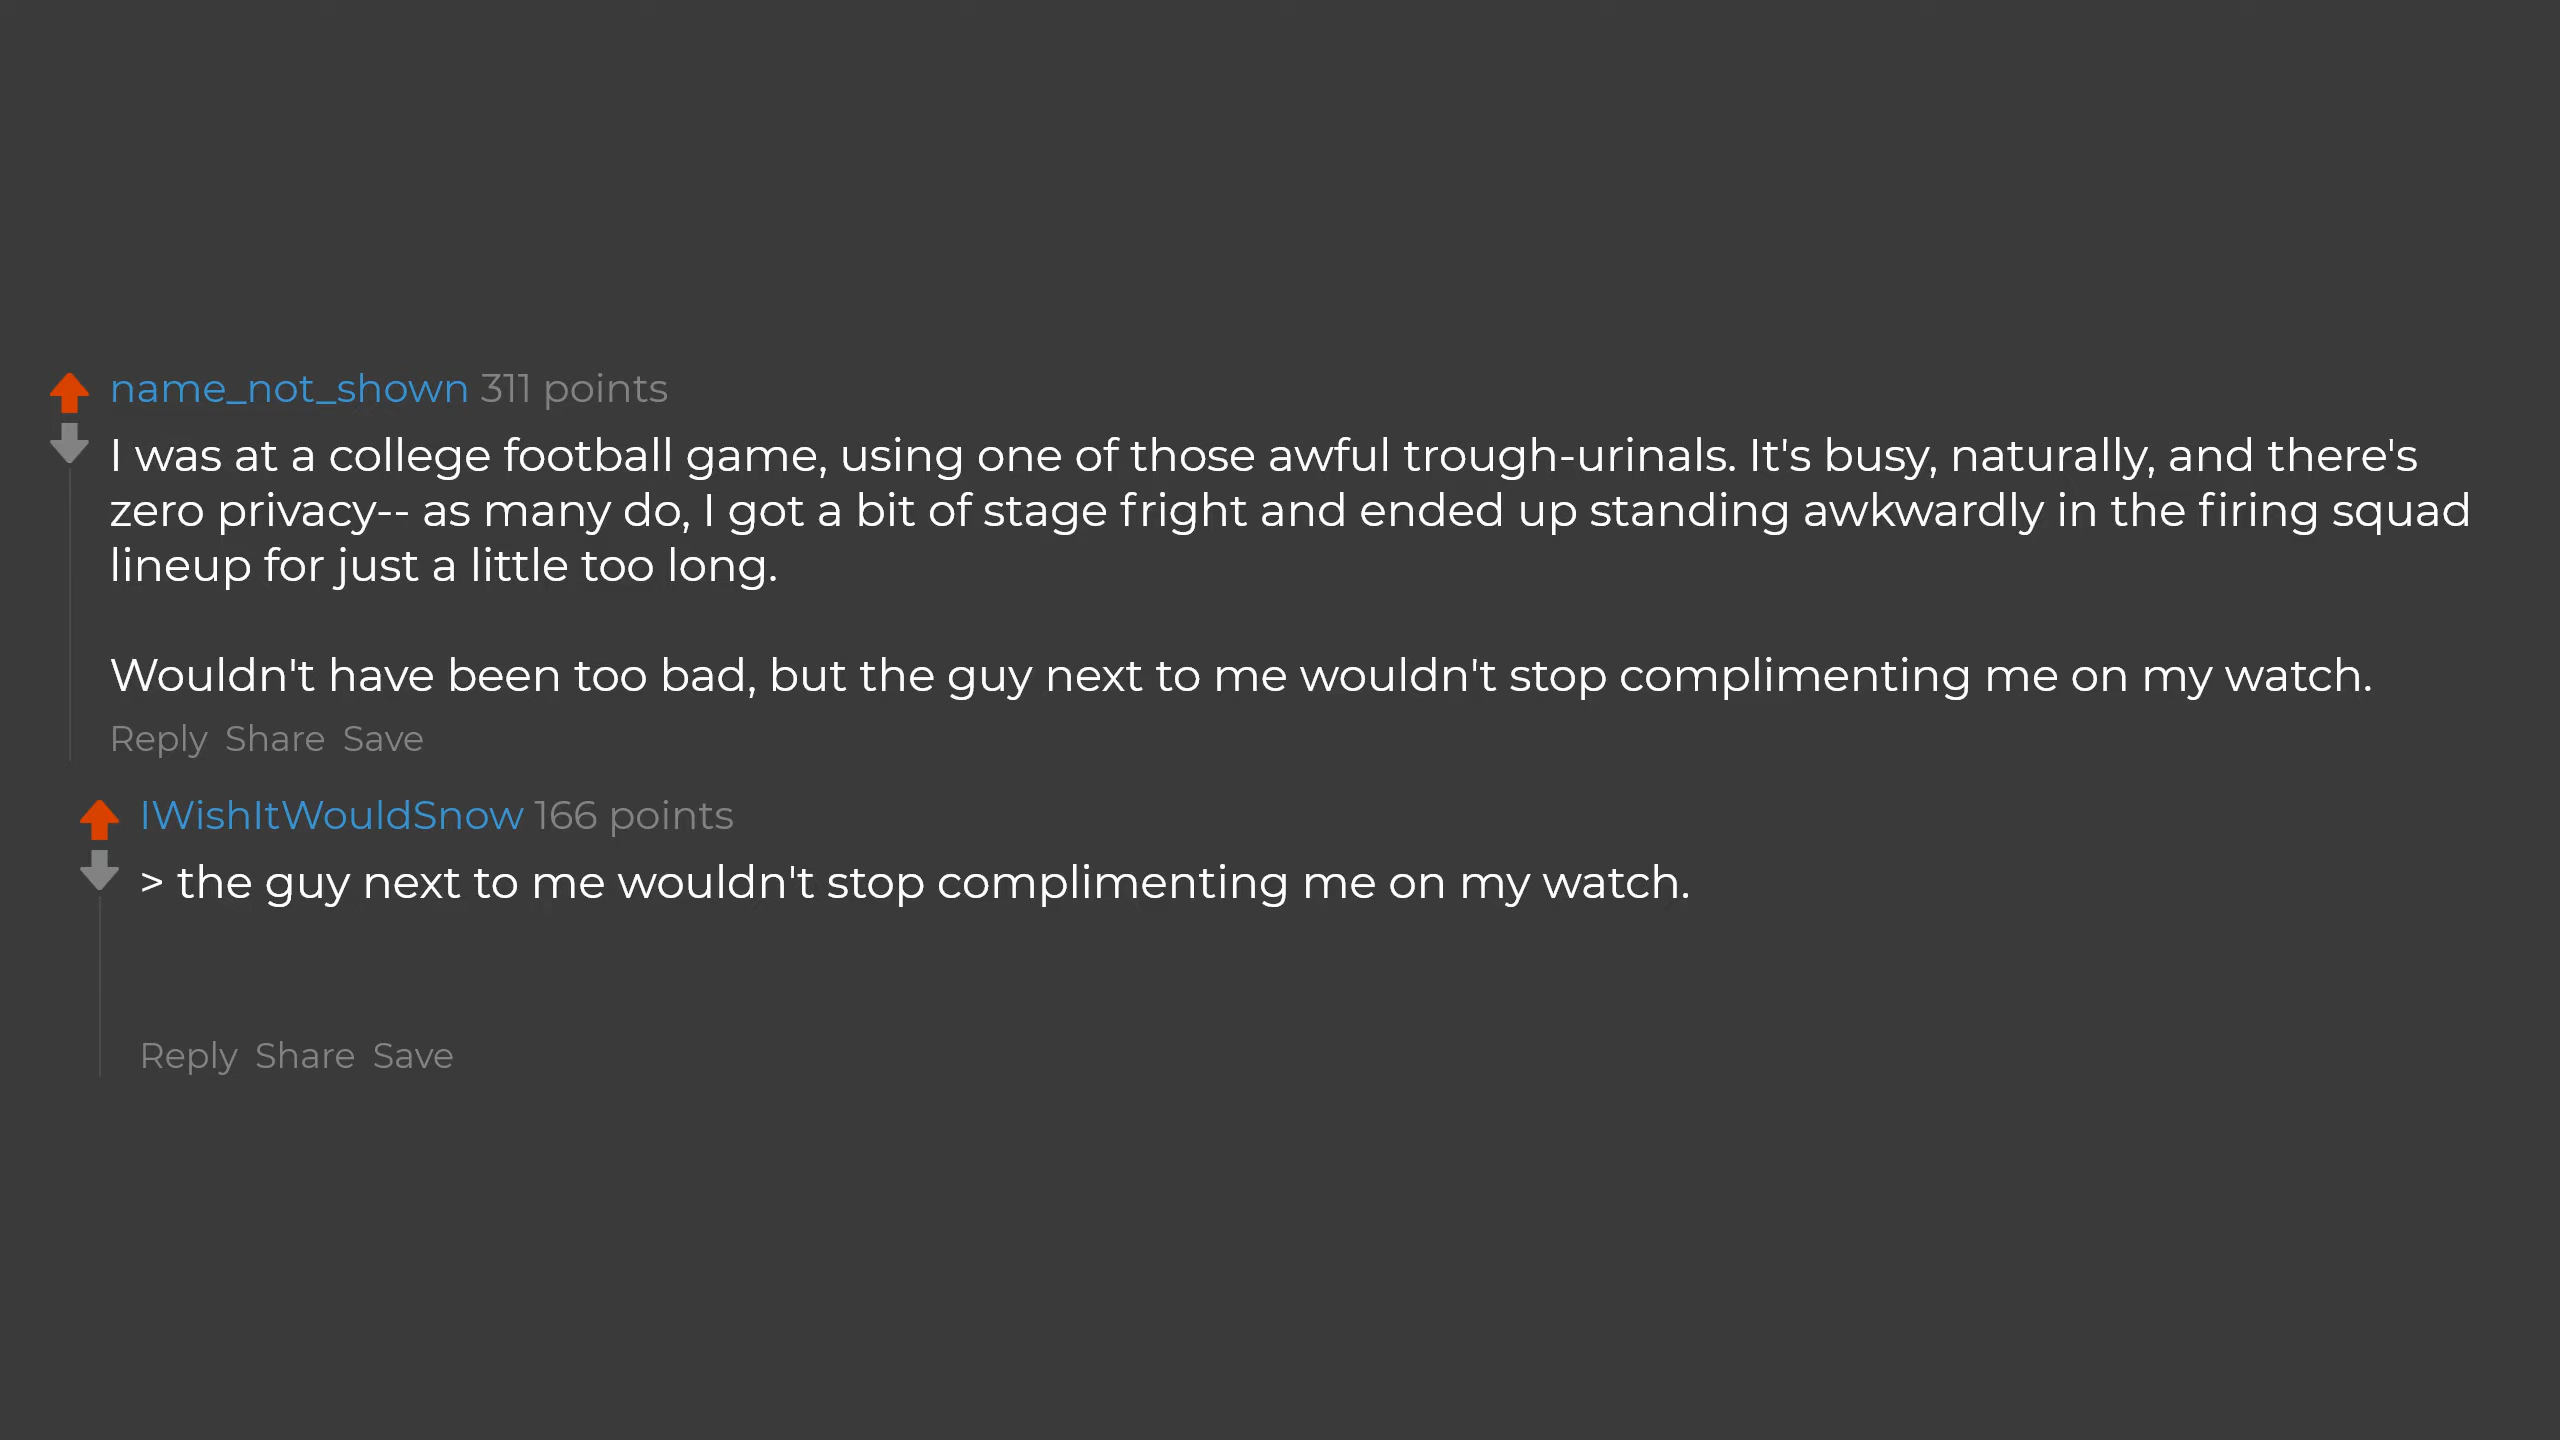 name_not_shown 311 points
I was at a college football game, using one of those awful trough-urinals. It's busy, naturally, and there's
zero privacy-- as many do, I got a bit of stage fright and ended up standing awkwardly in the firing squad
lineup for just a little too long.
Wouldn't have been too bad, but the guy next to me wouldn't stop complimenting me on my watch.
Reply Share Save
IWishItWouldSnow 166 points
> the guy next to me wouldn't stop complimenting me on my watch.
Reply Share Save